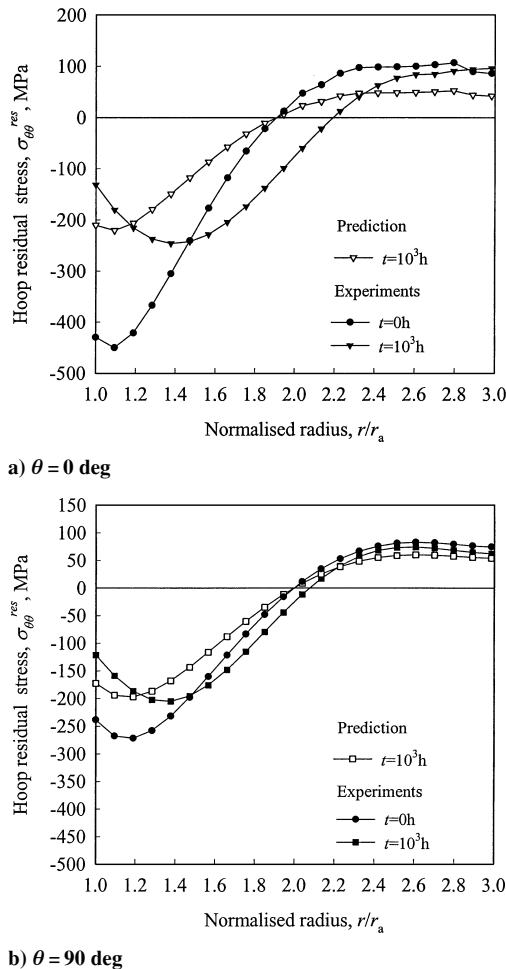 200
100
0
-100
-200
-300
-400
-500
Hoop residual stress, σθθ^res, MPa
Prediction
t=10³h
Experiments
t=0h
t=10³h
1.0 1.2 1.4 1.6 1.8 2.0 2.2 2.4 2.6 2.8 3.0
Normalised radius, r/ra
a) θ = 0 deg
150
100
50
0
-50
-100
-150
-200
-250
-300
-350
-400
-450
-500
Hoop residual stress, σθθ^res, MPa
Prediction
t=10³h
Experiments
t=0h
t=10³h
1.0 1.2 1.4 1.6 1.8 2.0 2.2 2.4 2.6 2.8 3.0
Normalised radius, r/ra
b) θ = 90 deg